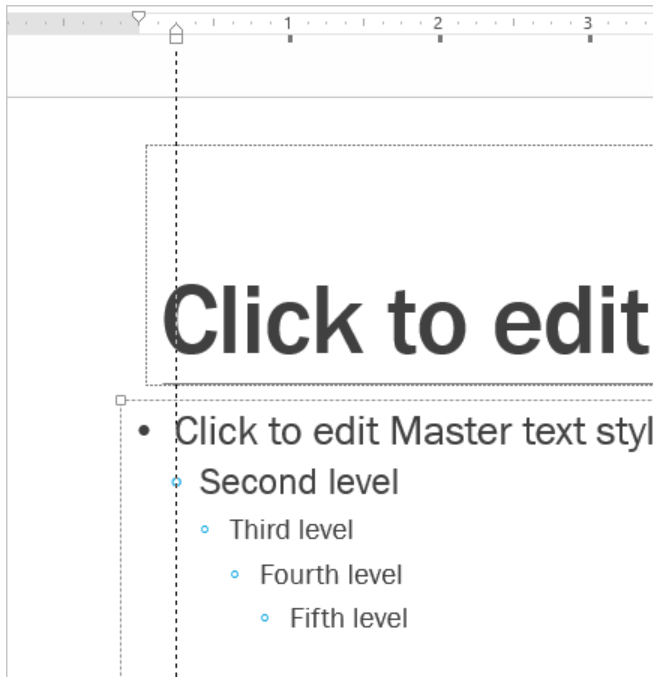 1 2 3
Click to edit
• Click to edit Master text styl
Second level
Third level
Fourth level
Fifth level